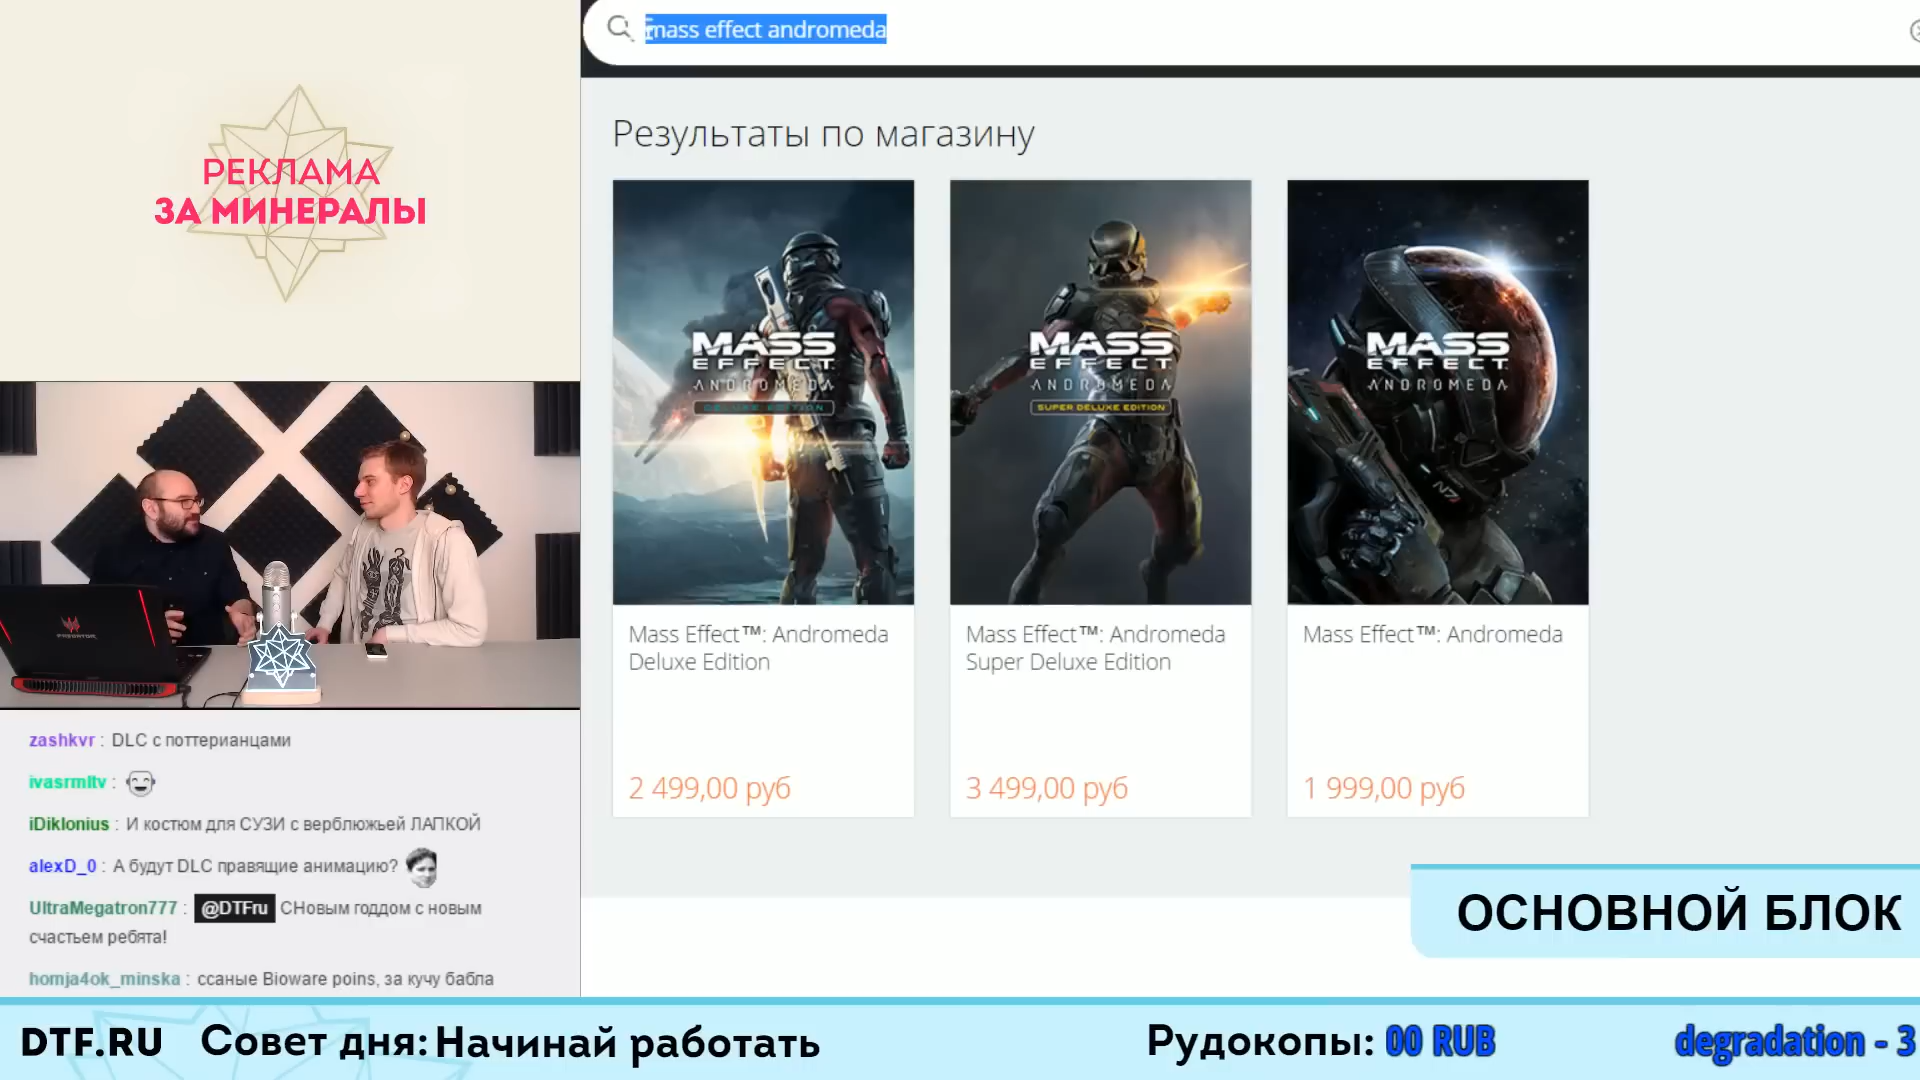 mass effect andromeda
РЕКЛАМА
ЗА МИНЕРАЛЫ
Результаты по магазину
MASS
EFFECT
ANDROMEDA
DELUXE EDITION
MASS
EFFECT
ANDROMEDA
SUPER DELUXE EDITION
MASS
EFFECT
ANDROMEDA
N7
Mass Effect™: Andromeda
Deluxe Edition
2 499,00 руб
Mass Effect™: Andromeda
Super Deluxe Edition
3 499,00 руб
Mass Effect™: Andromeda
1 999,00 руб
PREDATOR
zashkvr : DLC с поттерианцами
ivasrmltv :
iDiklonius : И костюм для СУЗИ с верблюжьей ЛАПКОЙ
alexD_0 : А будут DLC правящие анимацию?
UltraMegatron777 : @DTFru СНовым годдом с новым
счастьем ребята!
homja4ok_minska : ссаные Bioware poins, за кучу бабла
ОСНОВНОЙ БЛОК
DTF.RU Совет дня: Начинай работать
Рудокопы: 00 RUB
degradation - 3